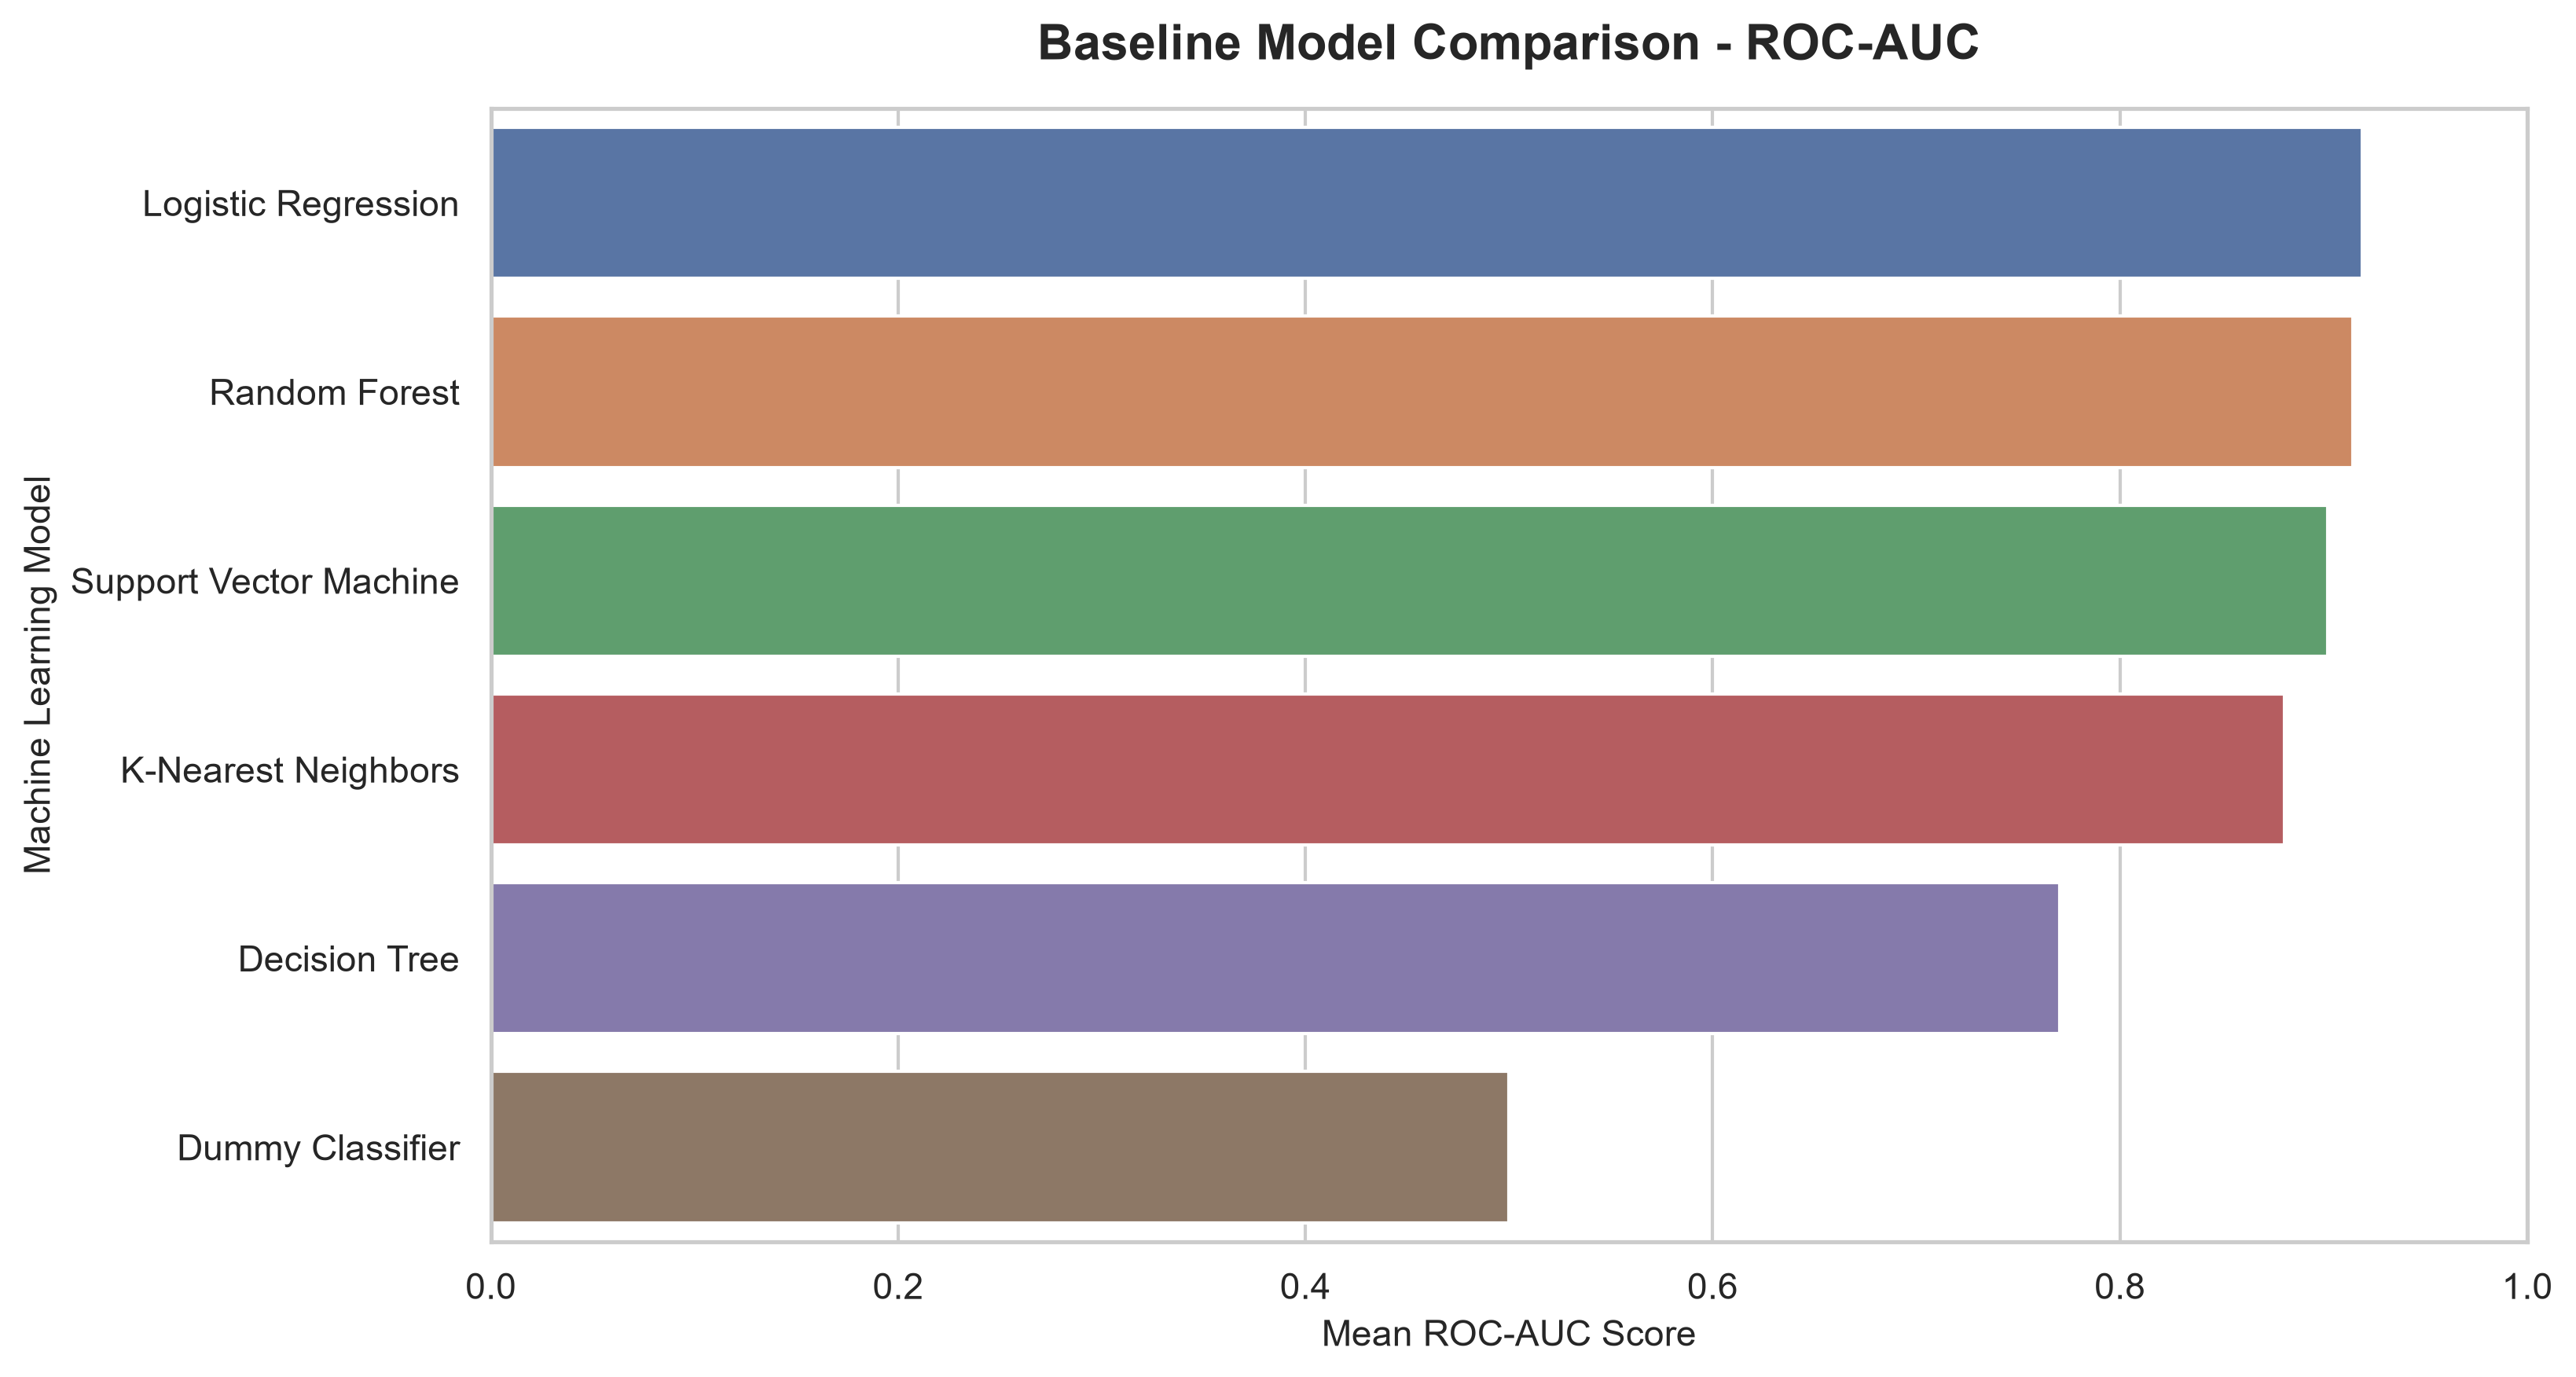 Baseline Model Comparison - ROC-AUC
Machine Learning Model
Logistic Regression
Random Forest
Support Vector Machine
K-Nearest Neighbors
Decision Tree
Dummy Classifier
0.0 0.2 0.4 0.6 0.8 1.0
Mean ROC-AUC Score